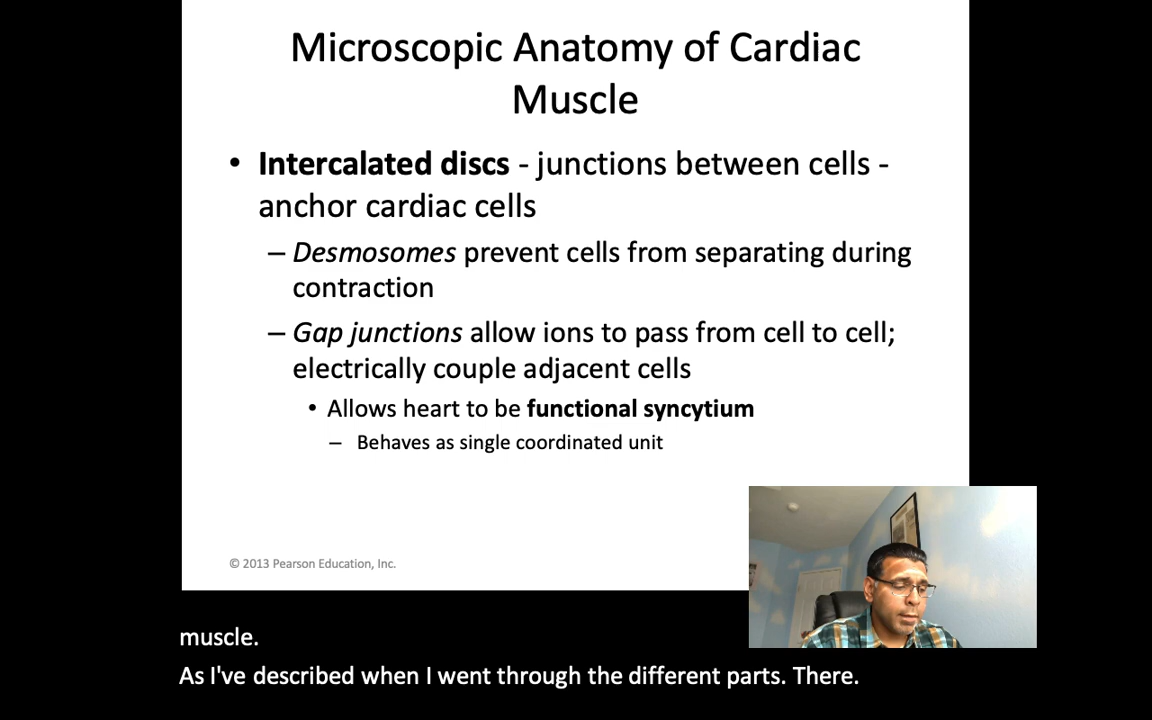 Microscopic Anatomy of Cardiac
Muscle
• Intercalated discs - junctions between cells -
anchor cardiac cells
– Desmosomes prevent cells from separating during
contraction
– Gap junctions allow ions to pass from cell to cell;
electrically couple adjacent cells
• Allows heart to be functional syncytium
– Behaves as single coordinated unit
© 2013 Pearson Education, Inc.
muscle.
As I've described when I went through the different parts. There.